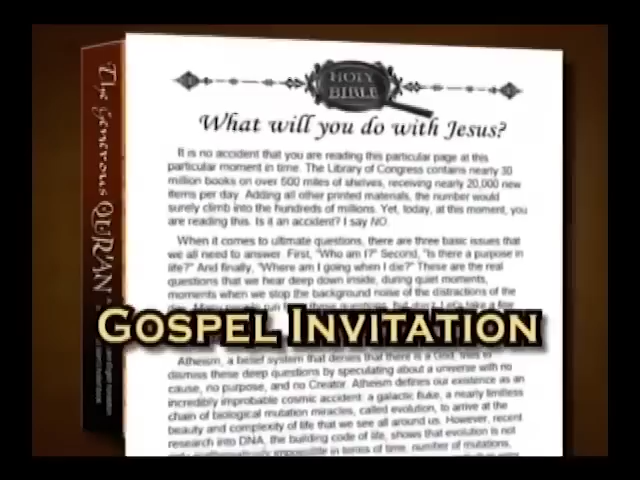 The Generous QUR'AN
HOLY
BIBLE
What will you do with Jesus?
It is no accident that you are reading this particular page at this
particular moment in time. The Library of Congress contains nearly 30
million books on over 500 miles of shelves, receiving nearly 20,000 new
items per day. Adding all other printed materials, the number would
surely climb into the hundreds of millions. Yet, today, at this moment, you
are reading this. Is it an accident? I say NO.
When it comes to ultimate questions, there are three basic issues that
we all need to answer. First, "Who am I?" Second, "Is there a purpose in
life?" And finally, "Where am I going when I die?" These are the real
questions that we hear deep down inside, during quiet moments,
moments when we stop the background noise of the distractions of the
GOSPEL INVITATION
Atheism, a belief system that denies that there is a God, tries to
dismiss these deep questions by speculating about a universe with no
cause, no purpose, and no Creator. Atheism defines our existence as an
incredibly improbable cosmic accident: a galactic fluke, a nearly limitless
chain of biological mutation miracles, called evolution, to arrive at the
beauty and complexity of life that we see all around us. However, recent
research into DNA, the building code of life, shows that evolution is not
mathematically impossible in terms of time, number of mutations,